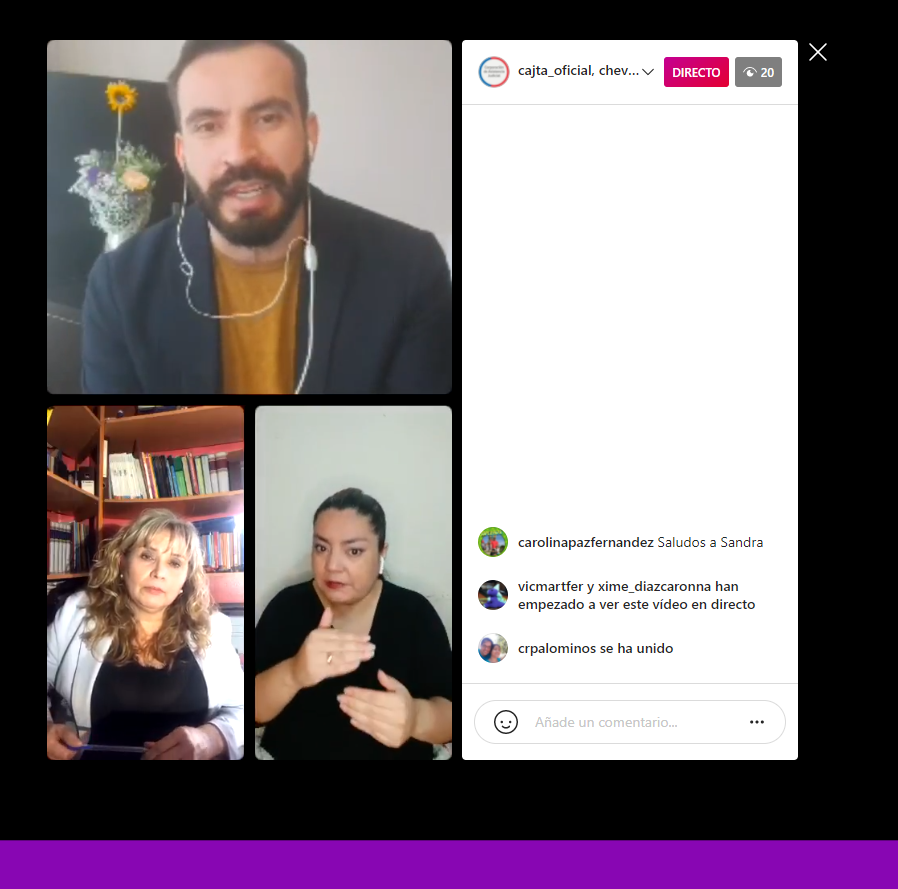 cajta_oficial, chev...
DIRECTO
20
carolinapazfernandez Saludos a Sandra
vicmartfer y xime_diazcaronna han
empezado a ver este vídeo en directo
crpalominos se ha unido
Añade un comentario...